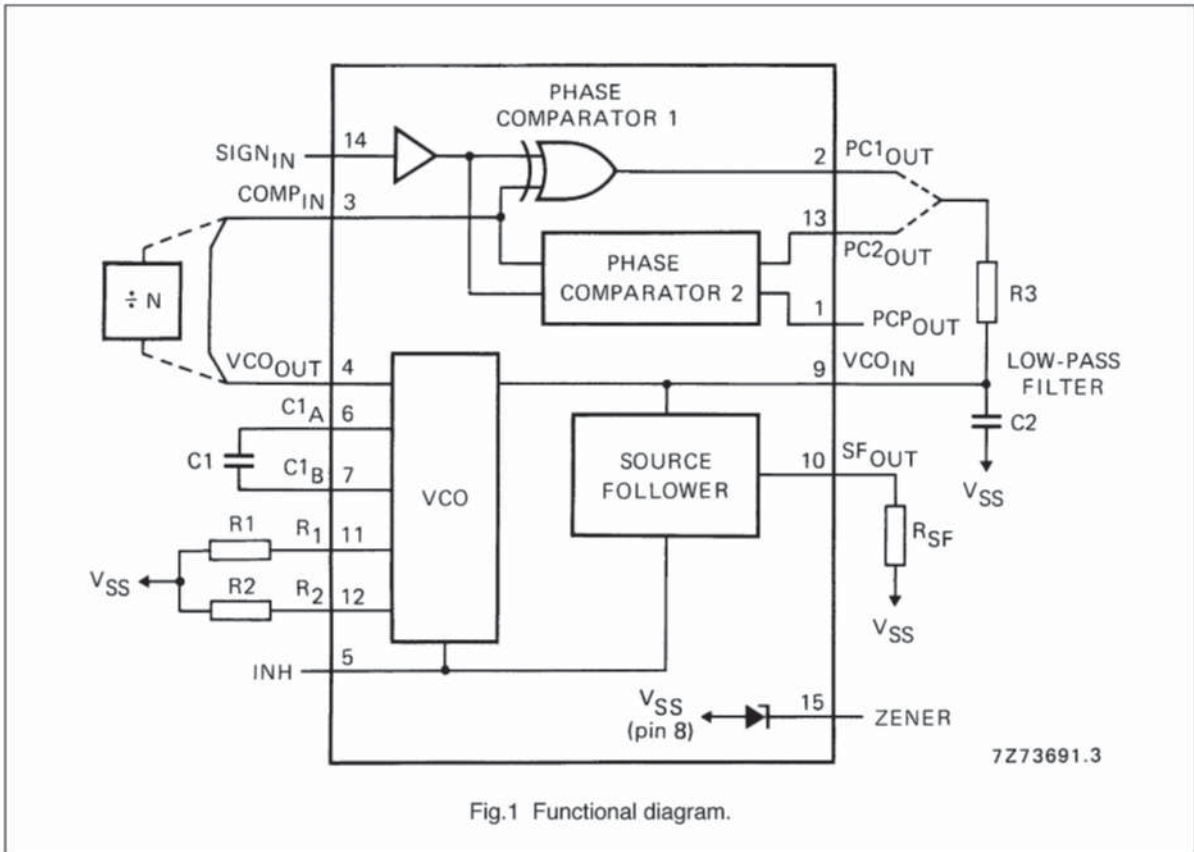 PHASE
COMPARATOR 1
14
SIGN_IN
2
PC1_OUT
COMP_IN
3
13
PC2_OUT
PHASE
COMPARATOR 2
÷ N
R3
1
PCP_OUT
VCO_OUT
4
9
VCO_IN
LOW-PASS
FILTER
C1_A
6
C2
C1
C1_B
7
VCO
SOURCE
FOLLOWER
10
SF_OUT
V_SS
R1
R_1
11
R_SF
V_SS
R2
R_2
12
V_SS
INH
5
V_SS
(pin 8)
15
ZENER
7Z73691.3
Fig.1 Functional diagram.